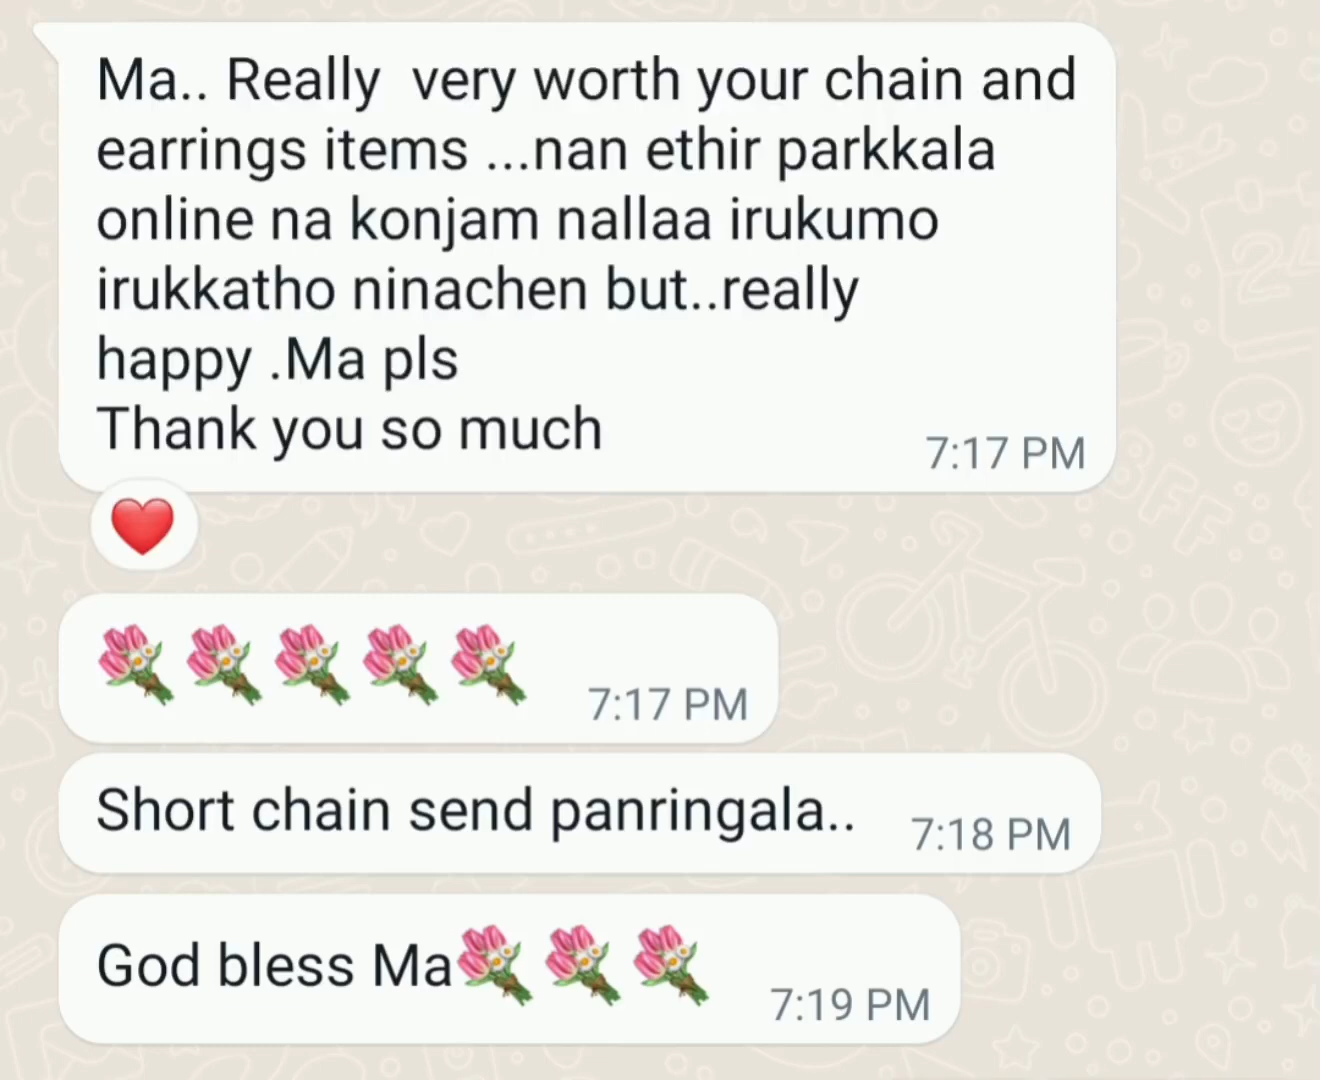 Ma.. Really  very worth your chain and
earrings items ...nan ethir parkkala
online na konjam nallaa irukumo
irukkatho ninachen but..really
happy .Ma pls
Thank you so much
7:17 PM
❤️
💐💐💐💐💐
7:17 PM
Short chain send panringala..
7:18 PM
God bless Ma💐💐💐
7:19 PM